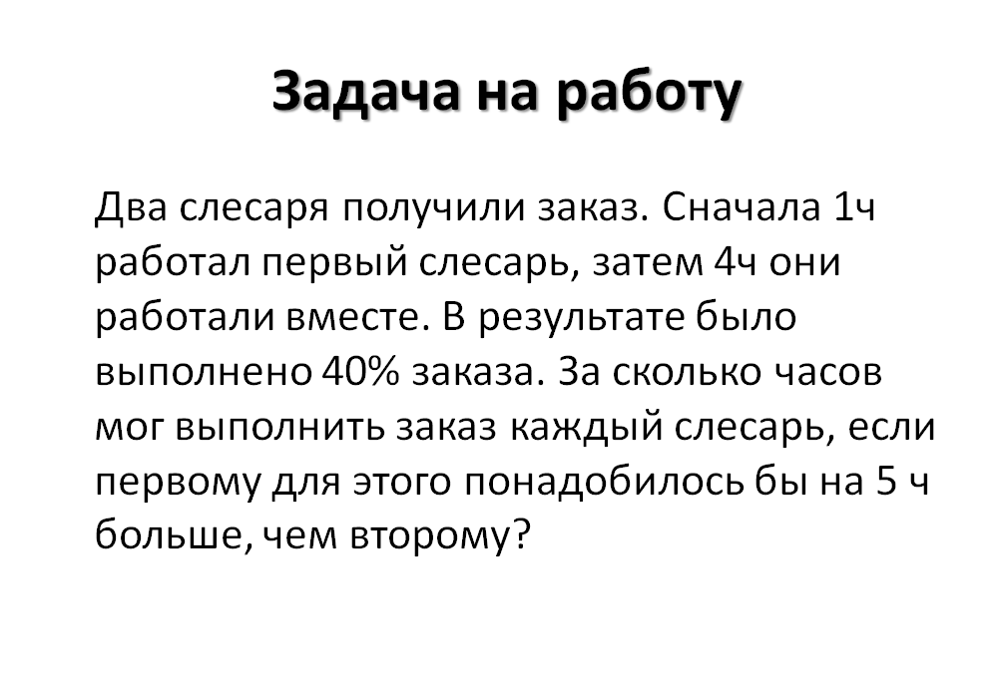 Задача на работу
Два слесаря получили заказ. Сначала 1ч
работал первый слесарь, затем 4ч они
работали вместе. В результате было
выполнено 40% заказа. За сколько часов
мог выполнить заказ каждый слесарь, если
первому для этого понадобилось бы на 5 ч
больше, чем второму?